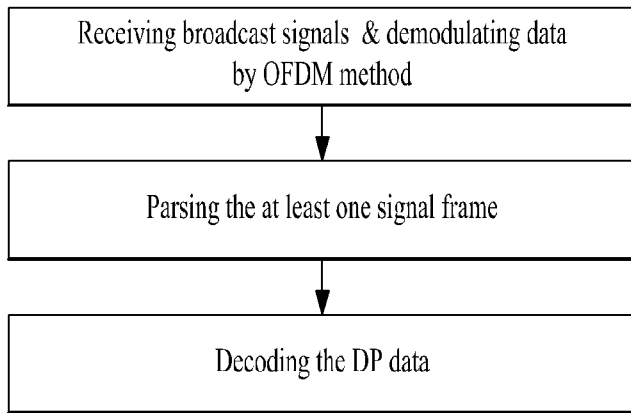 Receiving broadcast signals & demodulating data
by OFDM method
Parsing the at least one signal frame
Decoding the DP data